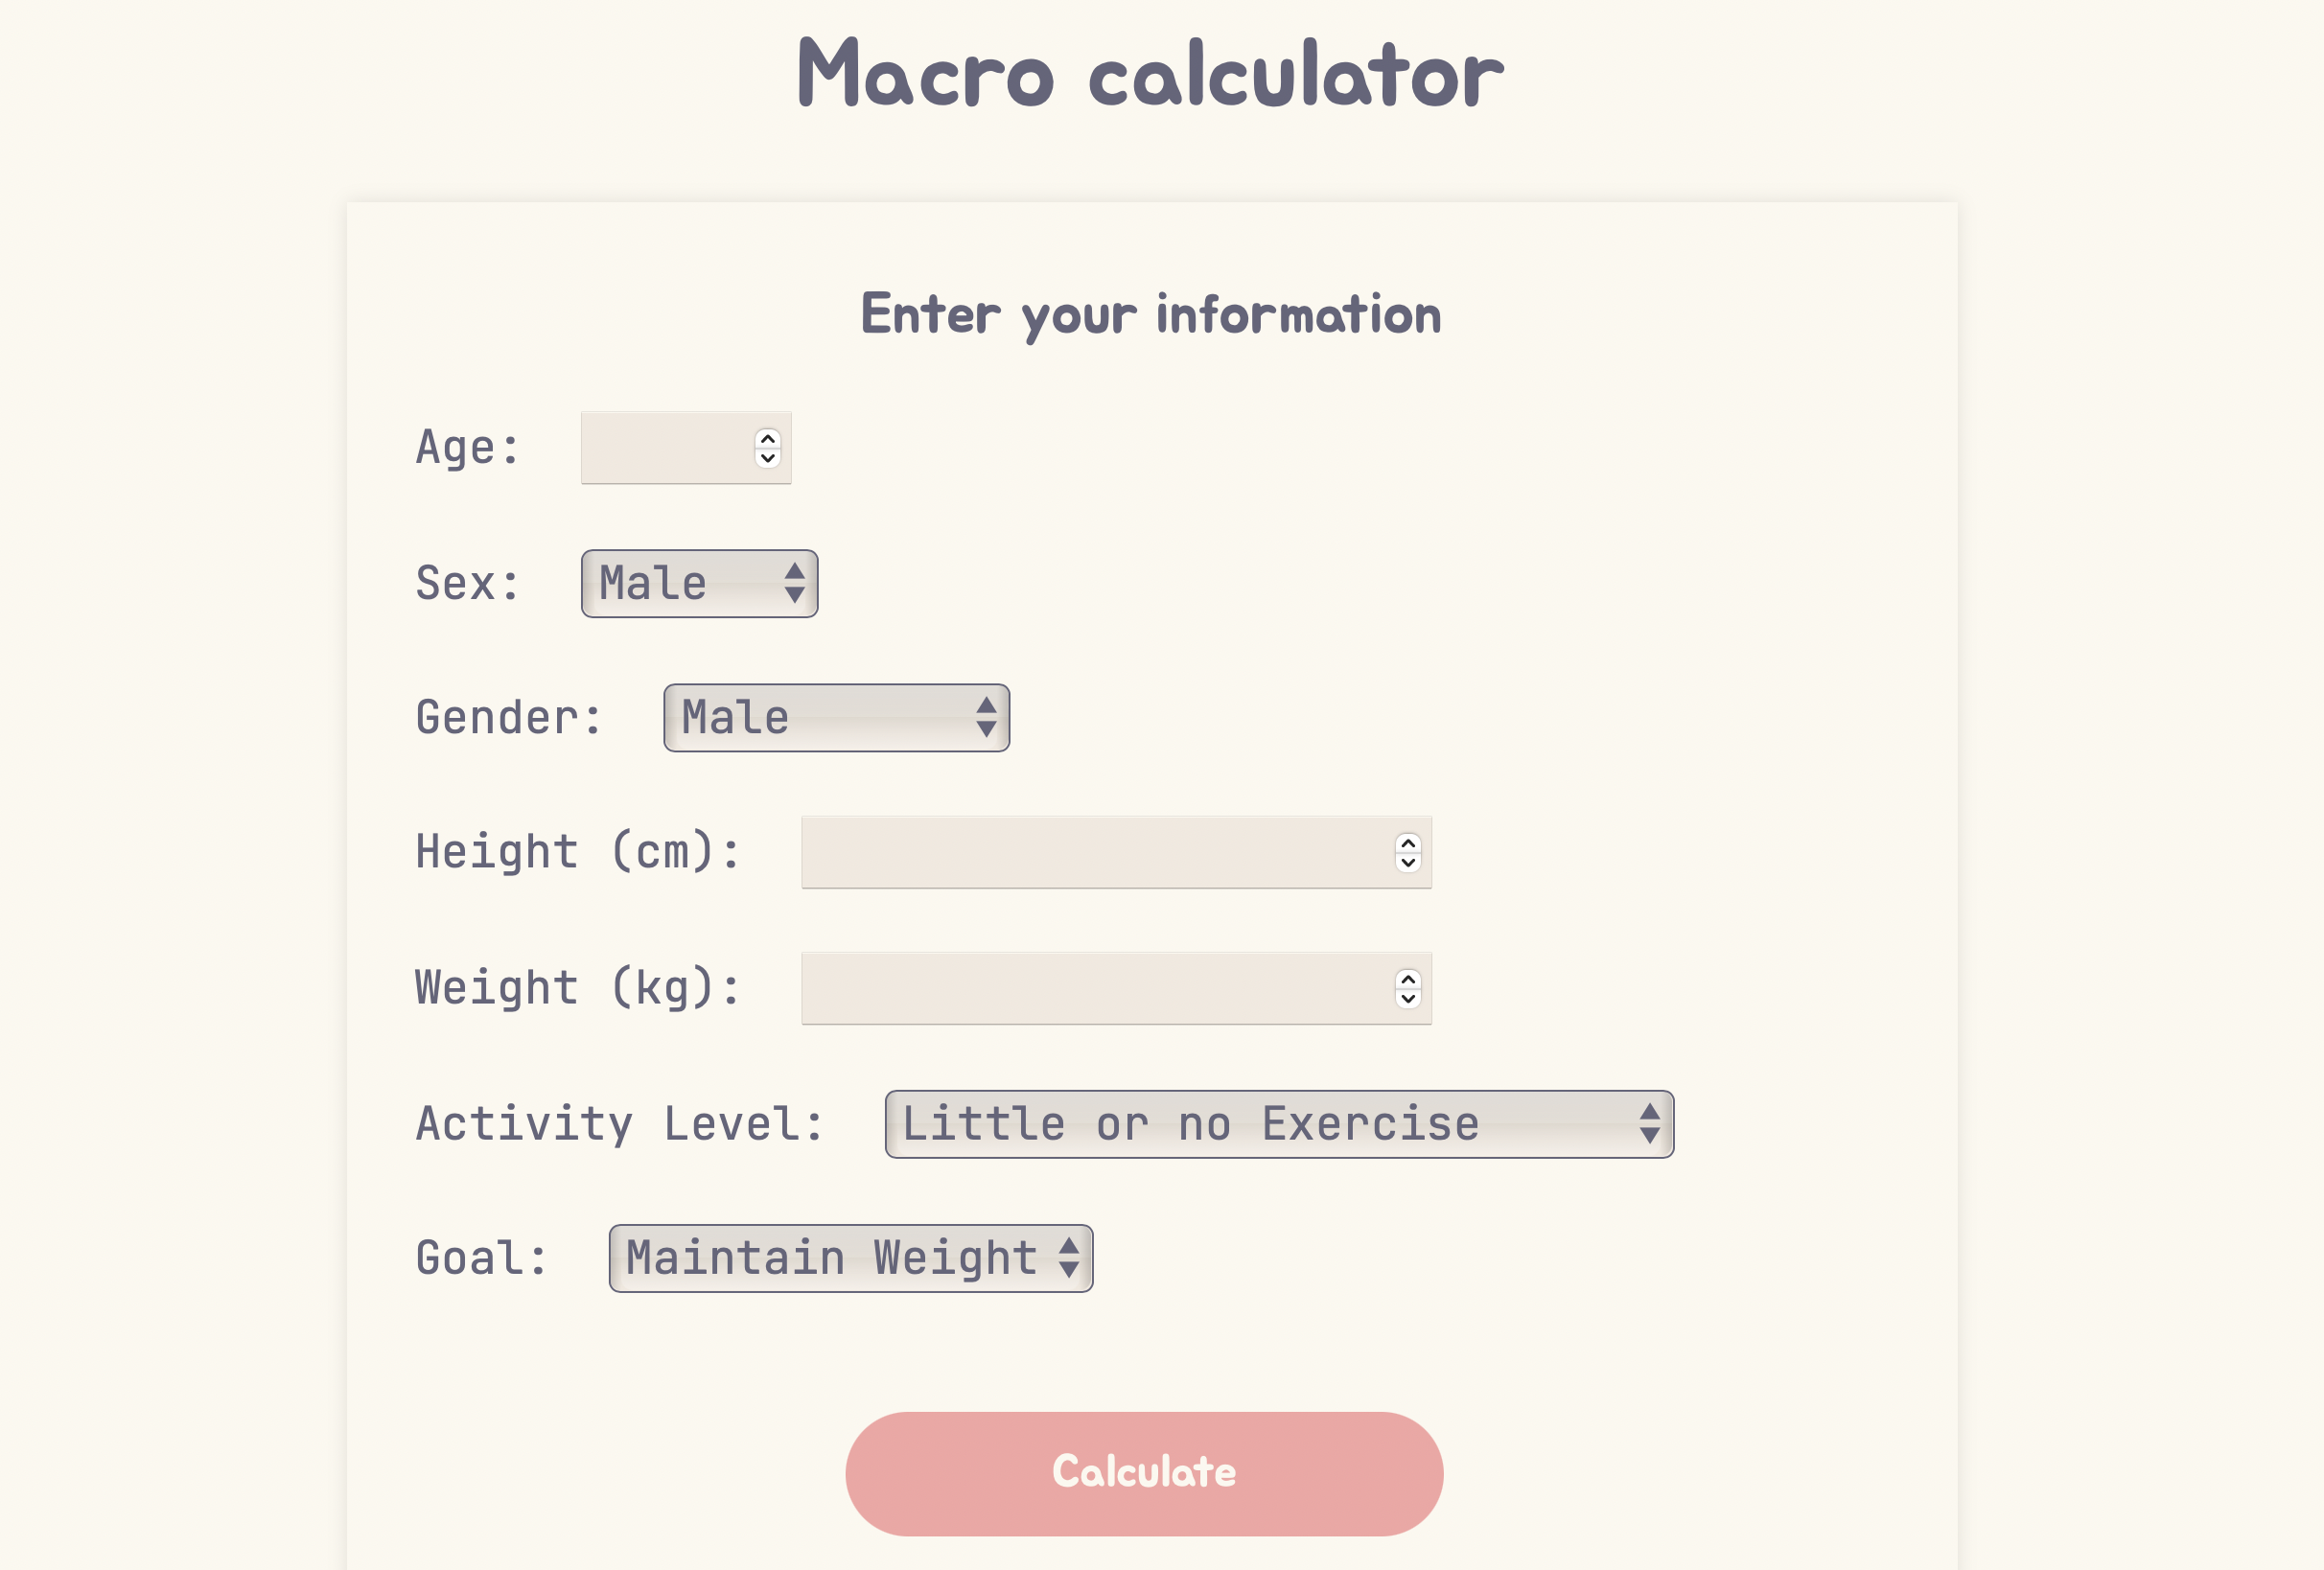 Macro calculator
Enter your information
Age:
Sex: Male
Gender: Male
Height (cm):
Weight (kg):
Activity Level: Little or no Exercise
Goal: Maintain Weight
Calculate